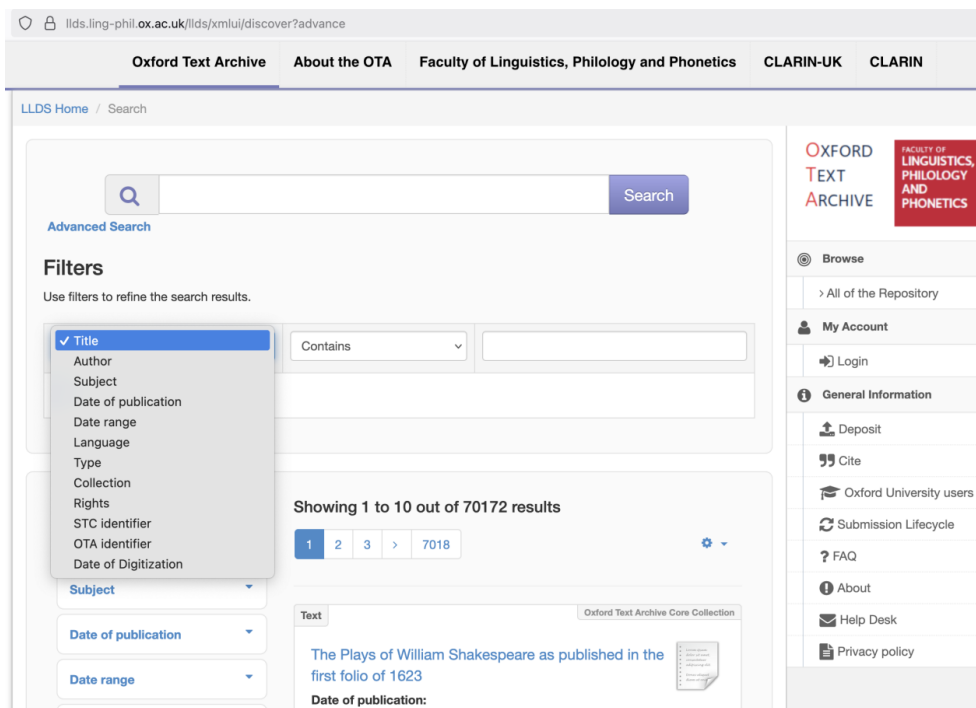 llds.ling-phil.ox.ac.uk/llds/xmlui/discover?advance
Oxford Text Archive About the OTA Faculty of Linguistics, Philology and Phonetics CLARIN-UK CLARIN
LLDS Home / Search
Search
Advanced Search
Filters
Use filters to refine the search results.
✓ Title
Author
Subject
Date of publication
Date range
Language
Type
Collection
Rights
STC identifier
OTA identifier
Date of Digitization
Contains
Subject
Date of publication
Date range
Showing 1 to 10 out of 70172 results
1 2 3 > 7018
Text
Oxford Text Archive Core Collection
The Plays of William Shakespeare as published in the
first folio of 1623
Date of publication:
OXFORD
TEXT
ARCHIVE
FACULTY OF
LINGUISTICS,
PHILOLOGY
AND
PHONETICS
Browse
> All of the Repository
My Account
Login
General Information
Deposit
Cite
Oxford University users
Submission Lifecycle
? FAQ
About
Help Desk
Privacy policy